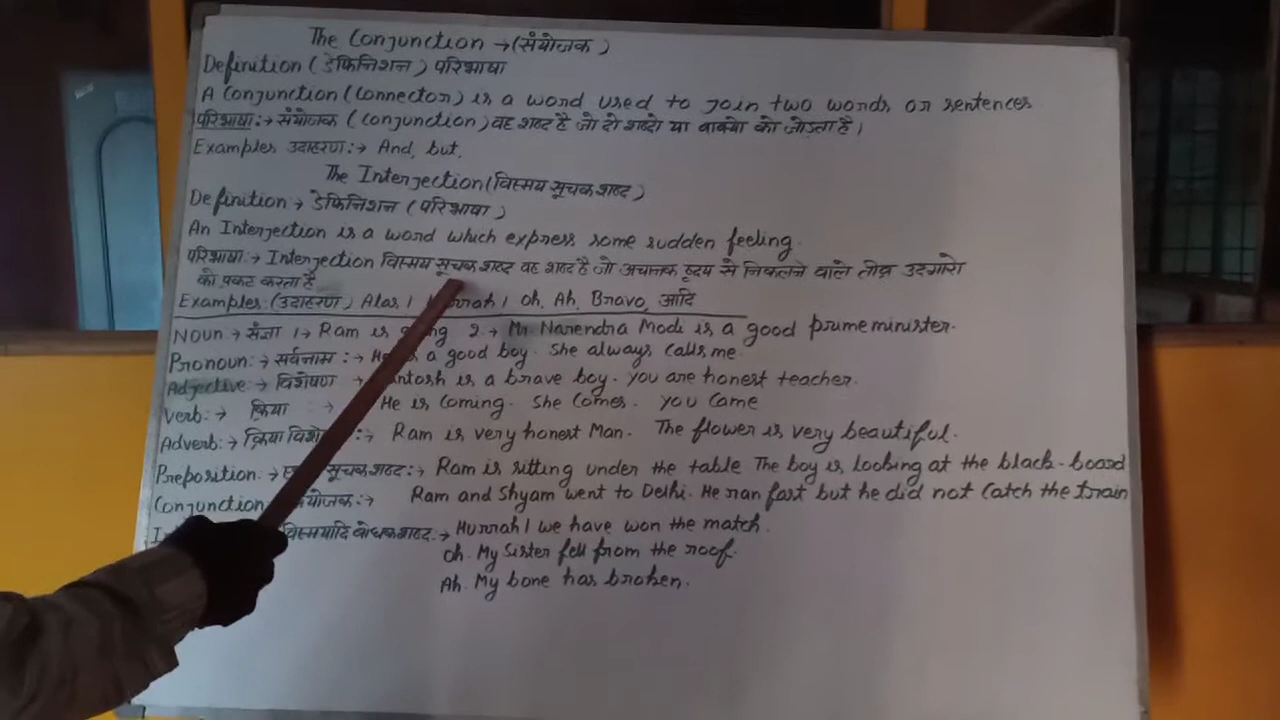 The Conjunction → (संयोजक)
Definition (डेफिनिशन) परिभाषा
A Conjunction (Connector) is a word used to join two words or sentences
परिभाषा:→ संयोजक (Conjunction) वह शब्द है जो दो शब्दो या वाक्यो को जोड़ता है।
Examples उदाहरण:→ And, but.
The Interjection (विस्मय सूचक शब्द)
Definition → डेफिनिशन (परिभाषा)
An Interjection is a word which express some sudden feeling.
परिभाषा:→ Interjection विस्मय सूचक शब्द वह शब्द है जो अचानक हृदय से निकलने वाले तीव्र उदगारो
को प्रकट करता है
Examples: (उदाहरण) Alas! Oh, Ah, Bravo, आदि
Noun → संज्ञा 1→ Ram is 2→ Mr. Narendra Modi is a good primeminister.
Pronoun:→ सर्वनाम:→ a good boy. She always calls me.
Adjective:→ विशेषण → is a brave boy. you are honest teacher.
Verb:→ क्रिया → He is Coming. She Comes. you Came
Adverb:→ क्रिया :→ Ram is very honest Man. The flower is very beautiful.
Preposition:→ सूचक शब्द:→ Ram is sitting under the table The boy is looking at the black-board
Conjunction :→ Ram and Shyam went to Delhi. He ran fast but he did not Catch the train
विस्मयादि बोधक शब्द:→ Hurrah! we have won the match.
Oh. My Sister fell from the roof.
Ah. My bone has broken.